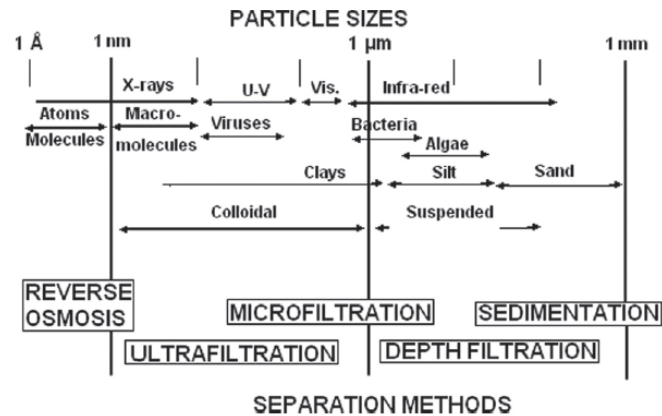 PARTICLE SIZES
1 Å 1 nm 1 µm 1 mm
X-rays U-V Vis. Infra-red
Atoms Macro- Bacteria
Molecules molecules Viruses Algae
Clays Silt Sand
Colloidal Suspended
REVERSE
OSMOSIS MICROFILTRATION SEDIMENTATION
ULTRAFILTRATION DEPTH FILTRATION
SEPARATION METHODS